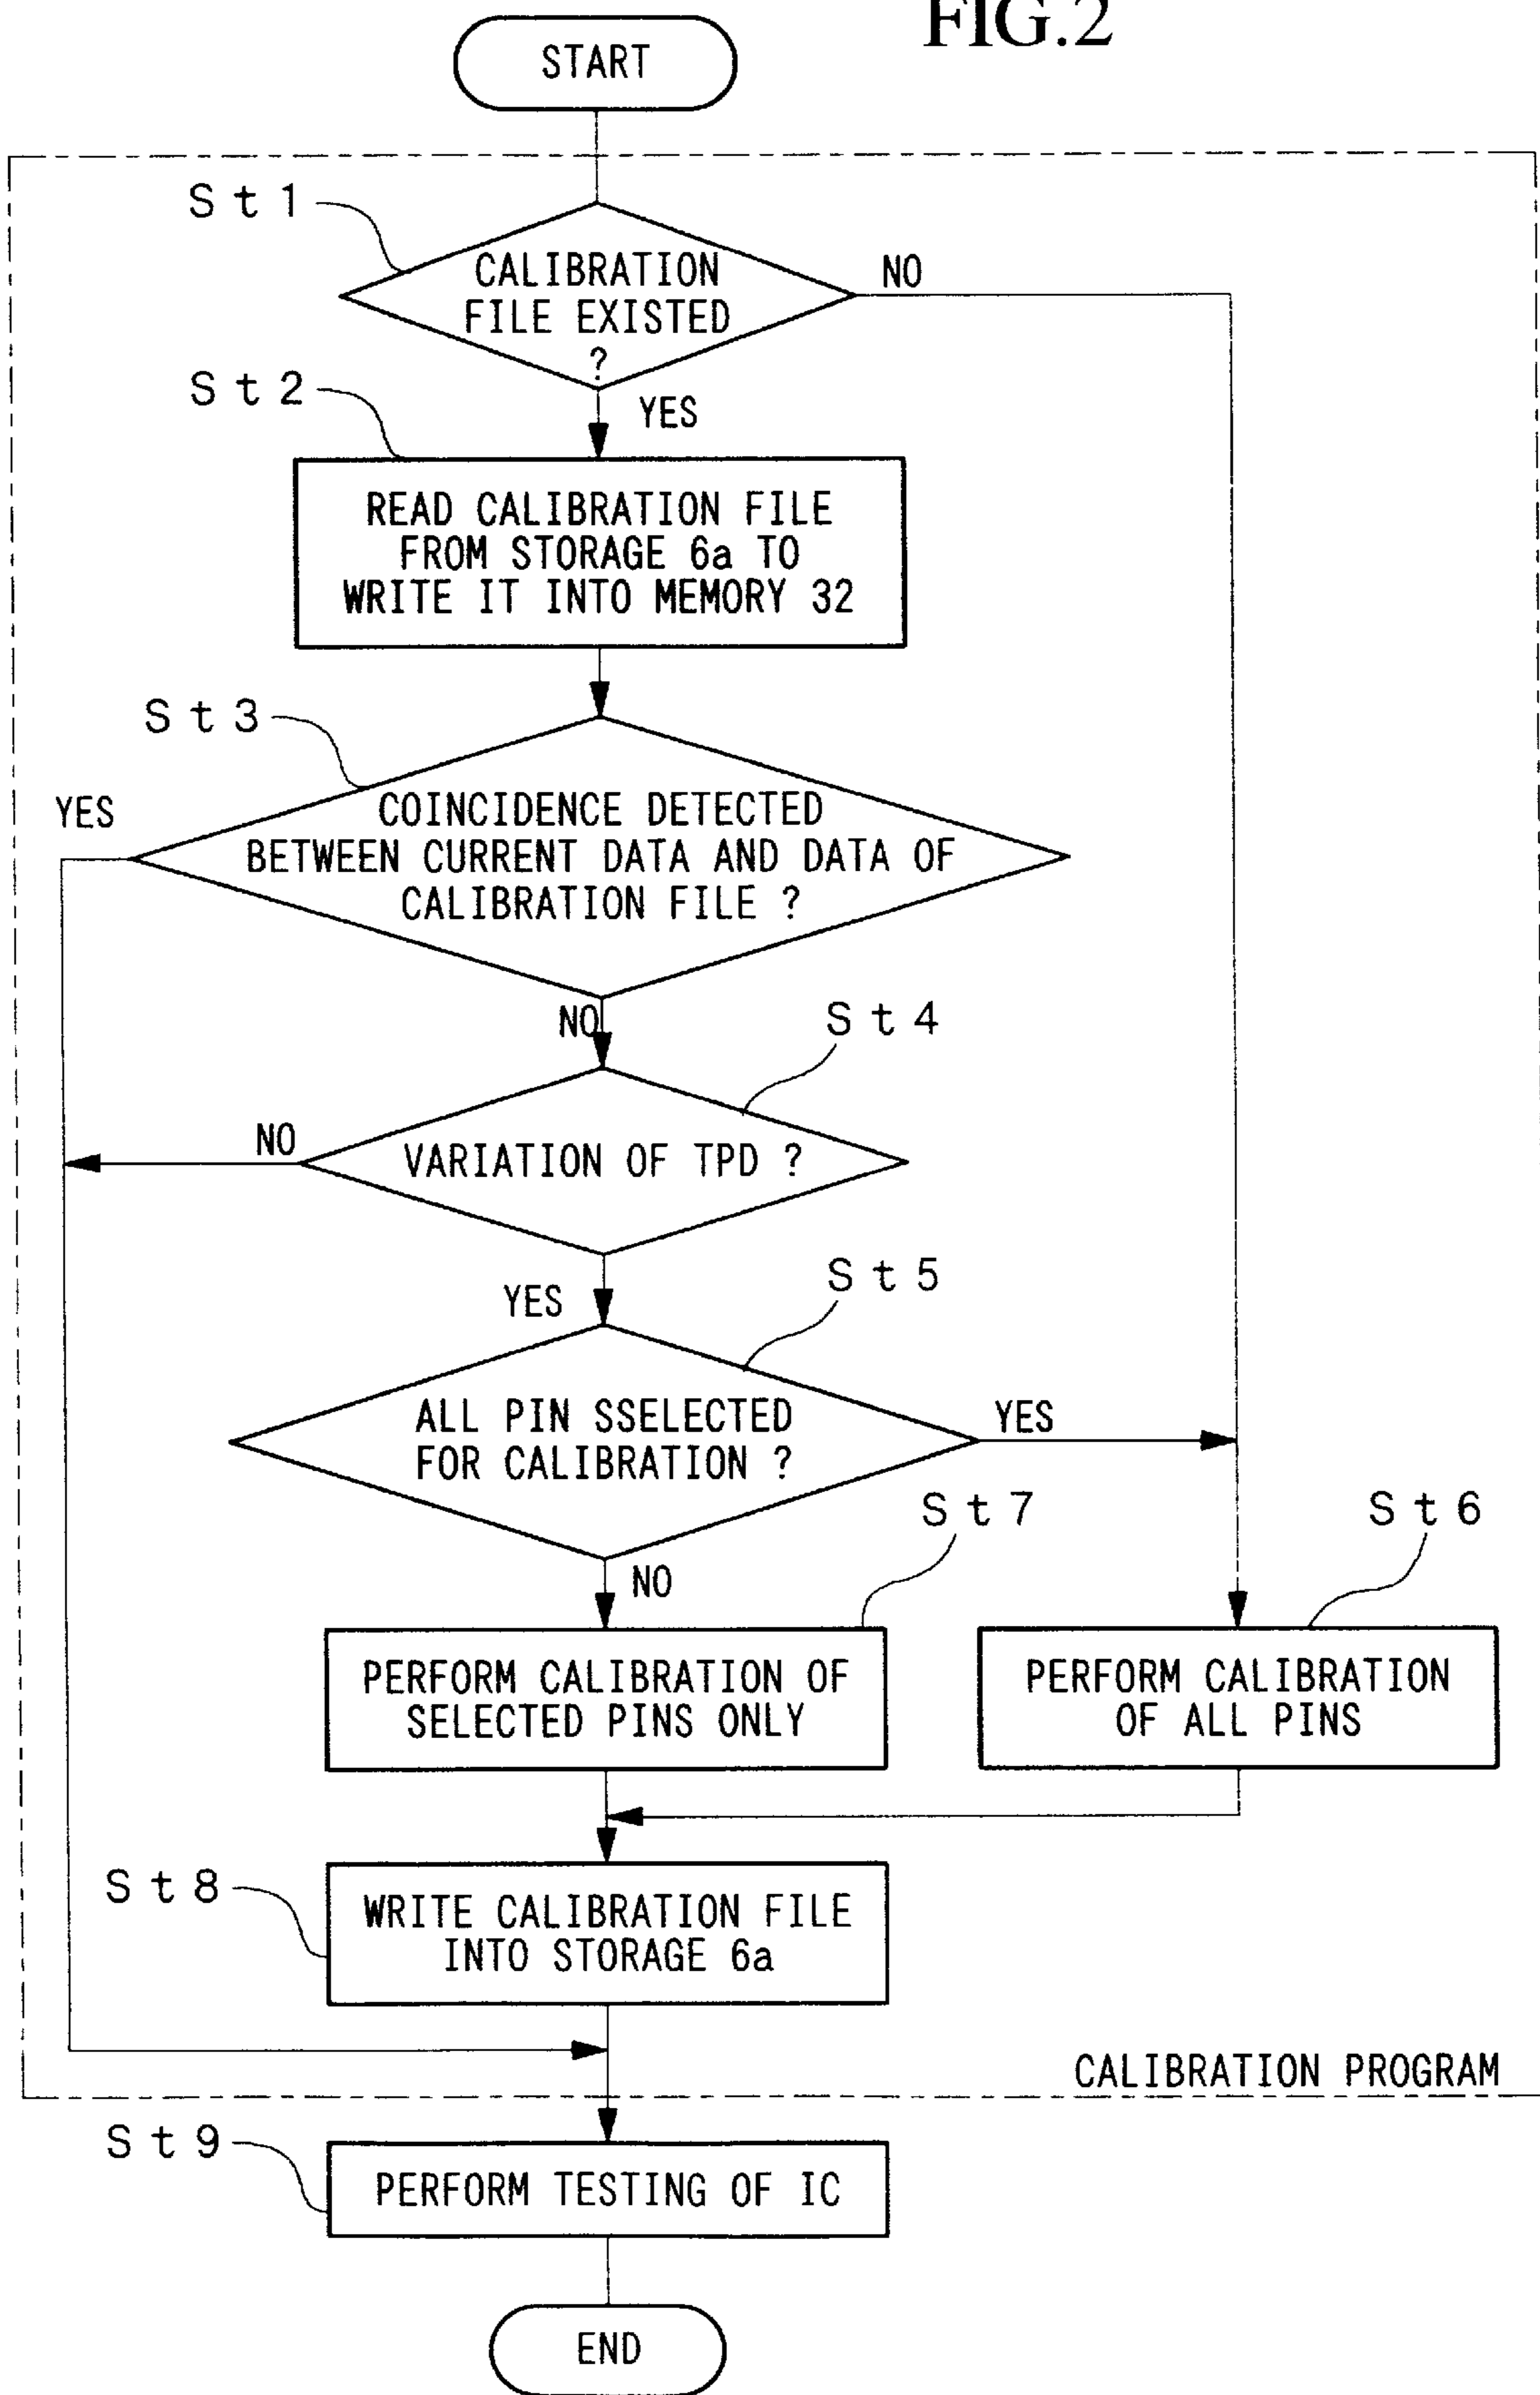 FIG.2
START
St1
CALIBRATION
FILE EXISTED
?
NO
St2
YES
READ CALIBRATION FILE
FROM STORAGE 6a TO
WRITE IT INTO MEMORY 32
St3
YES
COINCIDENCE DETECTED
BETWEEN CURRENT DATA AND DATA OF
CALIBRATION FILE ?
NO
St4
NO
VARIATION OF TPD ?
YES
St5
ALL PIN SSELECTED
FOR CALIBRATION ?
YES
St7
St6
NO
PERFORM CALIBRATION OF
SELECTED PINS ONLY
PERFORM CALIBRATION
OF ALL PINS
St8
WRITE CALIBRATION FILE
INTO STORAGE 6a
CALIBRATION PROGRAM
St9
PERFORM TESTING OF IC
END